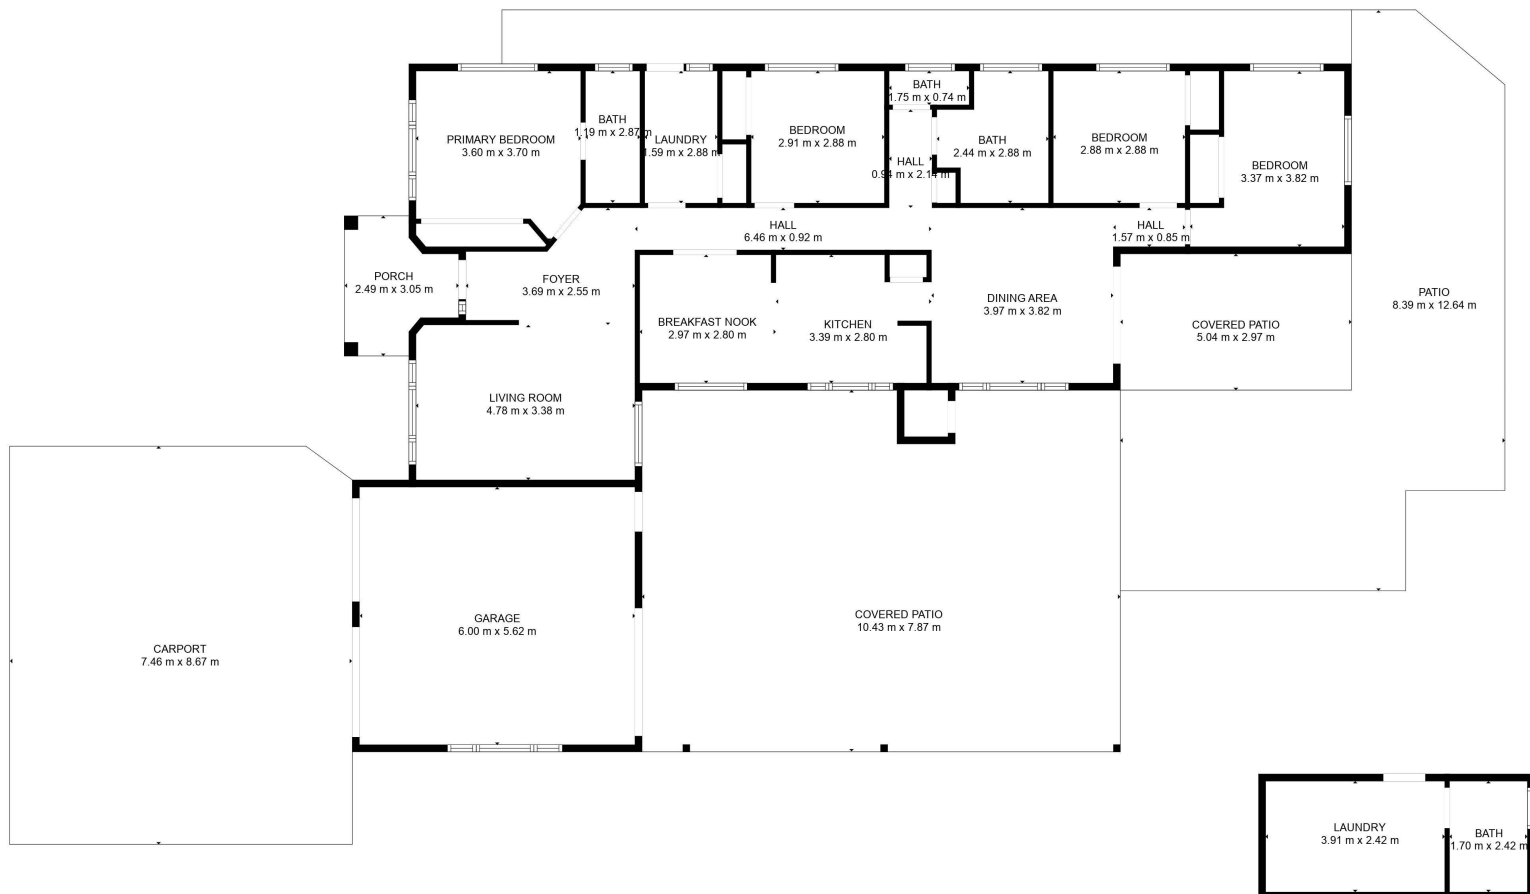 PRIMARY BEDROOM
3.60 m x 3.70 m
BATH
1.19 m x 2.87 m
LAUNDRY
1.59 m x 2.88 m
BEDROOM
2.91 m x 2.88 m
BATH
1.75 m x 0.74 m
HALL
0.94 m x 2.14 m
BATH
2.44 m x 2.88 m
BEDROOM
2.88 m x 2.88 m
BEDROOM
3.37 m x 3.82 m
HALL
6.46 m x 0.92 m
HALL
1.57 m x 0.85 m
PORCH
2.49 m x 3.05 m
FOYER
3.69 m x 2.55 m
BREAKFAST NOOK
2.97 m x 2.80 m
KITCHEN
3.39 m x 2.80 m
DINING AREA
3.97 m x 3.82 m
COVERED PATIO
5.04 m x 2.97 m
PATIO
8.39 m x 12.64 m
LIVING ROOM
4.78 m x 3.38 m
CARPORT
7.46 m x 8.67 m
GARAGE
6.00 m x 5.62 m
COVERED PATIO
10.43 m x 7.87 m
LAUNDRY
3.91 m x 2.42 m
BATH
1.70 m x 2.42 m